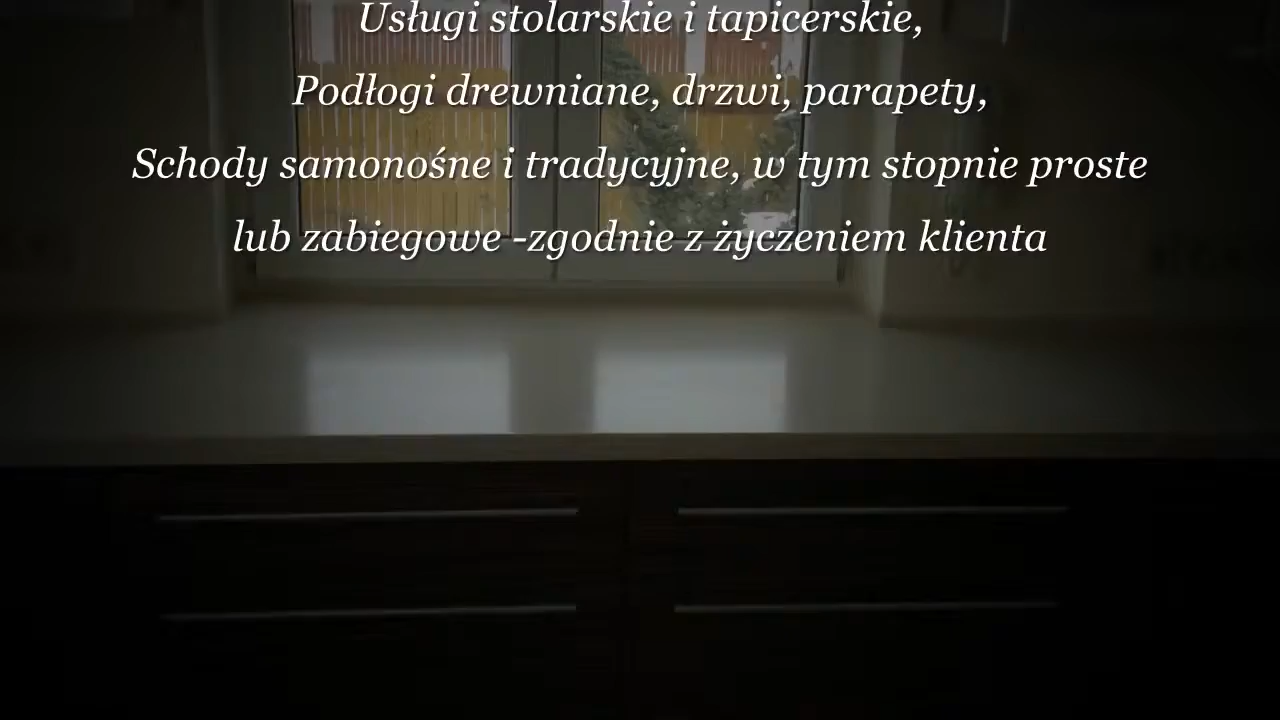 Usługi stolarskie i tapicerskie,
Podłogi drewniane, drzwi, parapety,
Schody samonośne i tradycyjne, w tym stopnie proste
lub zabiegowe -zgodnie z życzeniem klienta